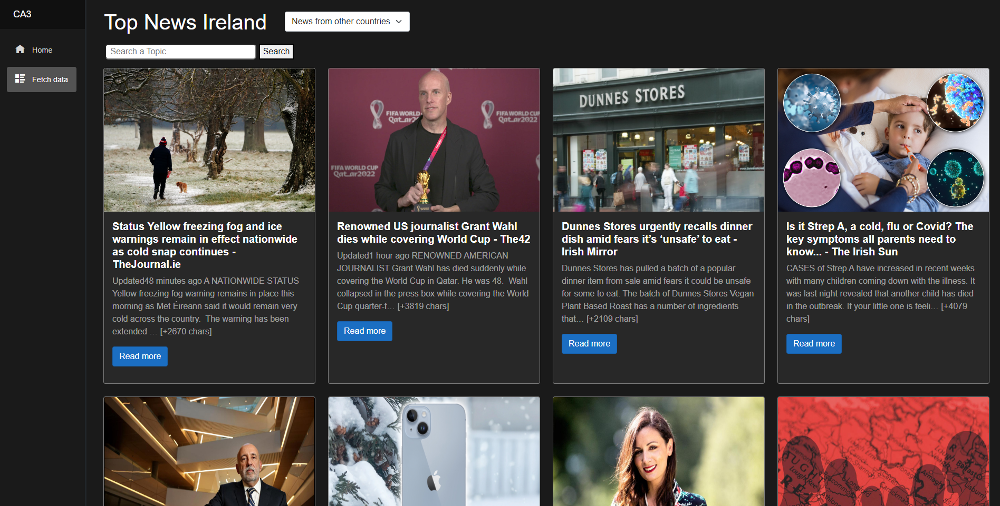 CA3
Home
Fetch data
Top News Ireland
News from other countries
Search a Topic
Search
FIFA WORLD
Qatar2
FIFA WORLD CUP
Qatar2022
FIFA WORLD CUP
Qatar2022
DUNNES STORES
Status Yellow freezing fog and ice
warnings remain in effect nationwide
as cold snap continues -
TheJournal.ie
Updated48 minutes ago A NATIONWIDE STATUS
Yellow freezing fog warning remains in place this
morning as Met Éireann said it would remain very
cold across the country.  The warning has been
extended … [+2670 chars]
Read more
Renowned US journalist Grant Wahl
dies while covering World Cup - The42
Updated1 hour ago RENOWNED AMERICAN
JOURNALIST Grant Wahl has died suddenly while
covering the World Cup in Qatar. He was 48.  Wahl
collapsed in the press box while covering the World
Cup quarter-f… [+3819 chars]
Read more
Dunnes Stores urgently recalls dinner
dish amid fears it’s ‘unsafe’ to eat -
Irish Mirror
Dunnes Stores has pulled a batch of a popular
dinner item from sale amid fears it could be unsafe
for some to eat. The batch of Dunnes Stores Vegan
Plant Based Roast has a number of ingredients
that… [+2109 chars]
Read more
Is it Strep A, a cold, flu or Covid? The
key symptoms all parents need to
know... - The Irish Sun
CASES of Strep A have increased in recent weeks
with many children coming down with the illness. It
was last night revealed that another child has died
in the outbreak. If your little one is feeli… [+4079
chars]
Read more
Belfast
Lisburn
Armagh
Cavan
Longford